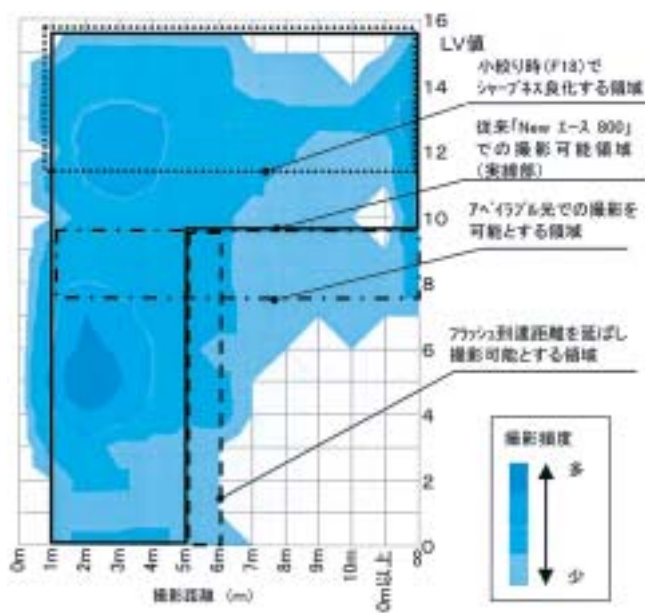 16
LV値
14
12
10
8
6
4
2
0
小絞り時(F18)で
シャープネス良化する領域
従来「New エース 800」
での撮影可能領域
(実線部)
アベイラブル光での撮影を
可能とする領域
フラッシュ到達距離を延ばし
撮影可能とする領域
撮影頻度
多
少
0m
1m
2m
3m
4m
5m
6m
7m
8m
9m
10m
0m以上
∞
撮影距離 (m)